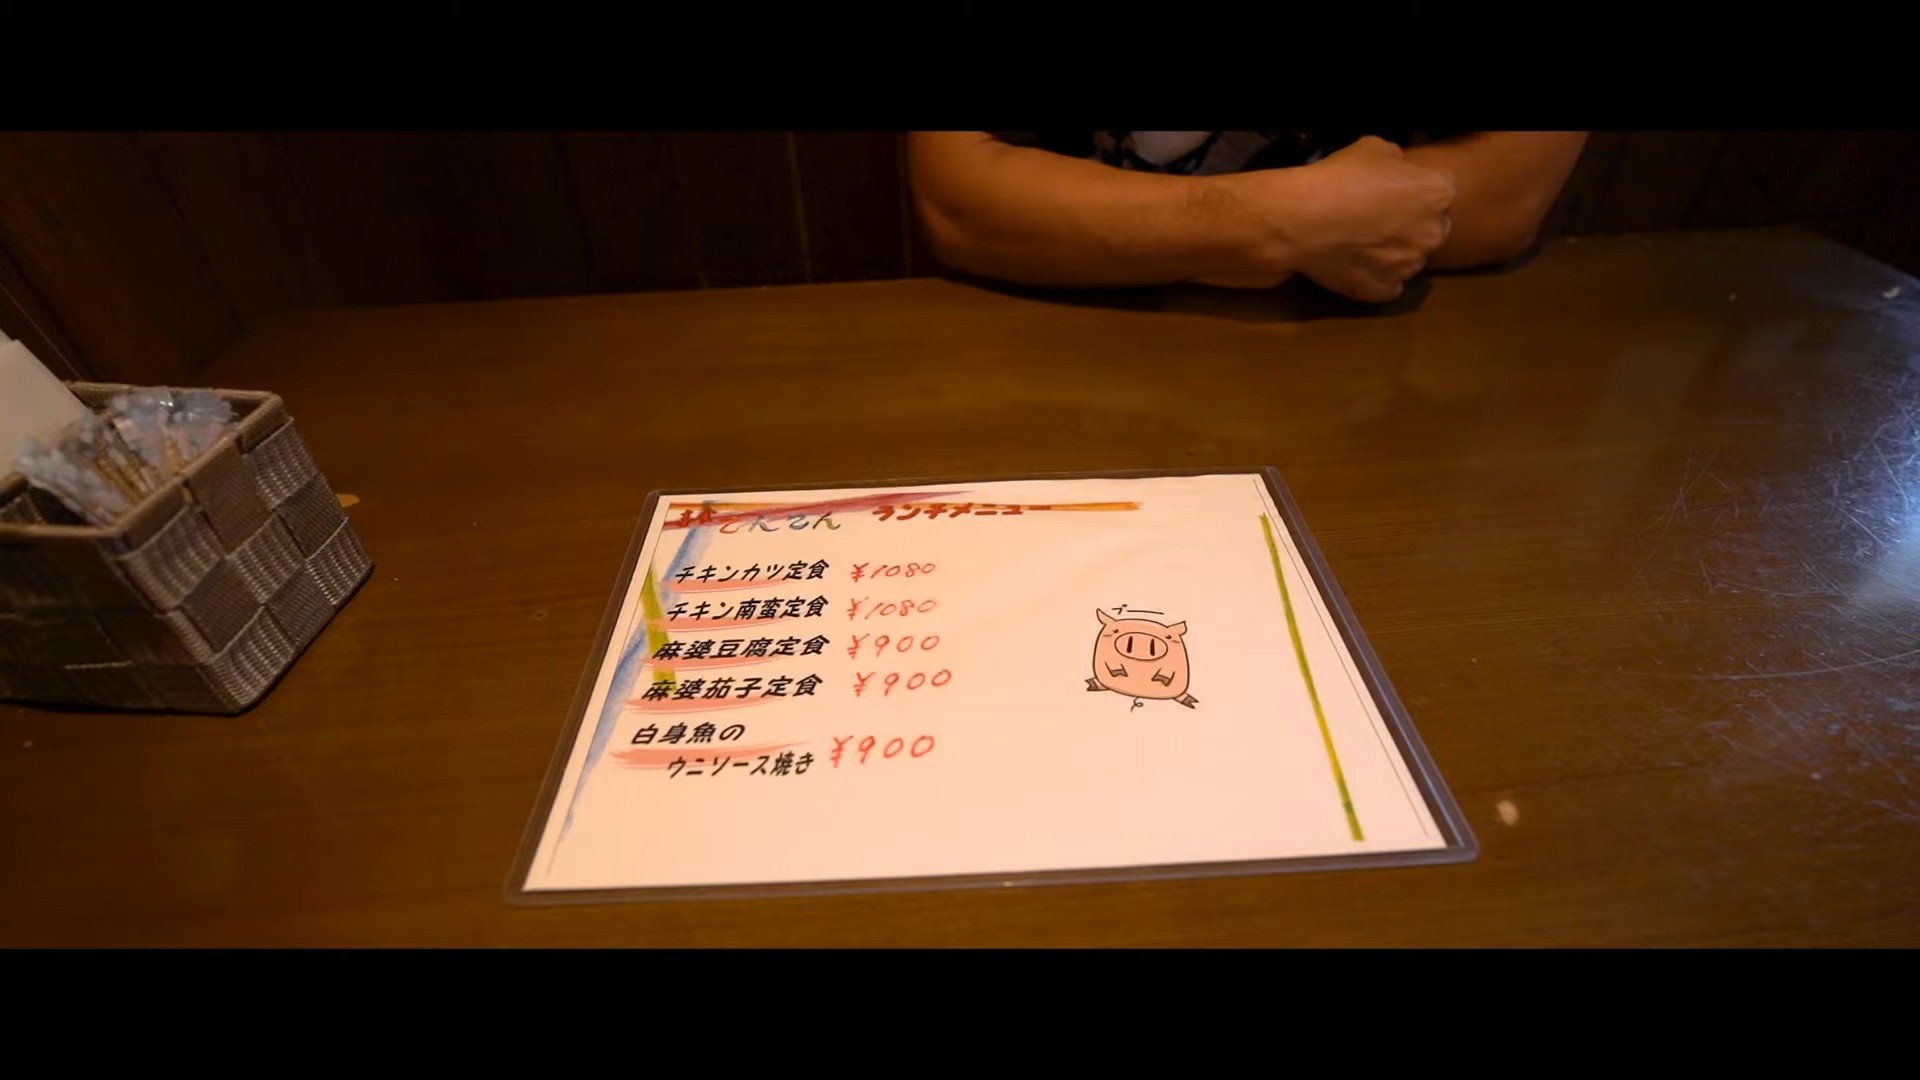 てんてん ランチメニュー
チキンカツ定食 ¥1080
チキン南蛮定食 ¥1080
麻婆豆腐定食 ¥900
麻婆茄子定食 ¥900
白身魚の
ウニソース焼き ¥900
ブー